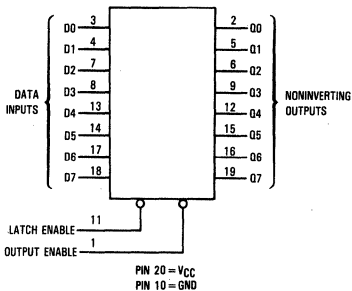 D0 3 2 Q0
D1 4 5 Q1
D2 7 6 Q2
D3 8 9 Q3
D4 13 12 Q4
D5 14 15 Q5
D6 17 16 Q6
D7 18 19 Q7
DATA
INPUTS
NONINVERTING
OUTPUTS
LATCH ENABLE 11
OUTPUT ENABLE 1
PIN 20 = VCC
PIN 10 = GND